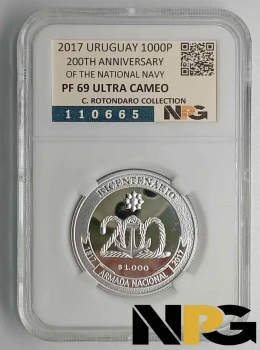 2017 URUGUAY 1000P
200TH ANNIVERSARY
OF THE NATIONAL NAVY
PF 69 ULTRA CAMEO
C. ROTONDARO COLLECTION
110665
NPG
BICENTENARIO
200
$1.000
1817 ARMADA NACIONAL 2017
NPG